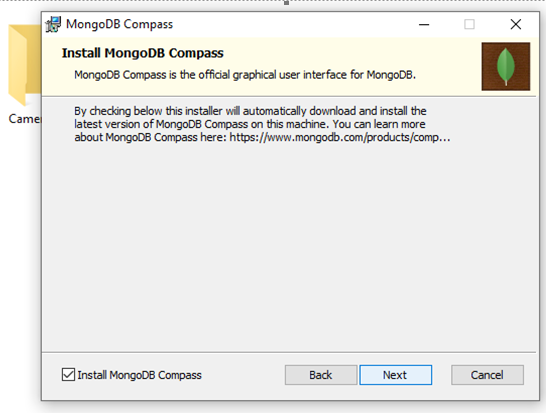 MongoDB Compass
Install MongoDB Compass
MongoDB Compass is the official graphical user interface for MongoDB.
By checking below this installer will automatically download and install the
latest version of MongoDB Compass on this machine. You can learn more
about MongoDB Compass here: https://www.mongodb.com/products/comp...
Came
Install MongoDB Compass
Back
Next
Cancel